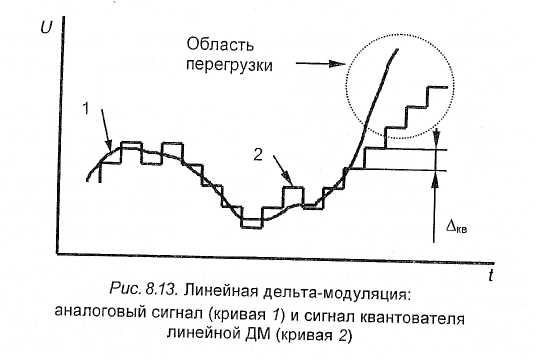 U
Область
перегрузки
1
2
Δкв
t
Рис. 8.13. Линейная дельта-модуляция:
аналоговый сигнал (кривая 1) и сигнал квантователя
линейной ДМ (кривая 2)